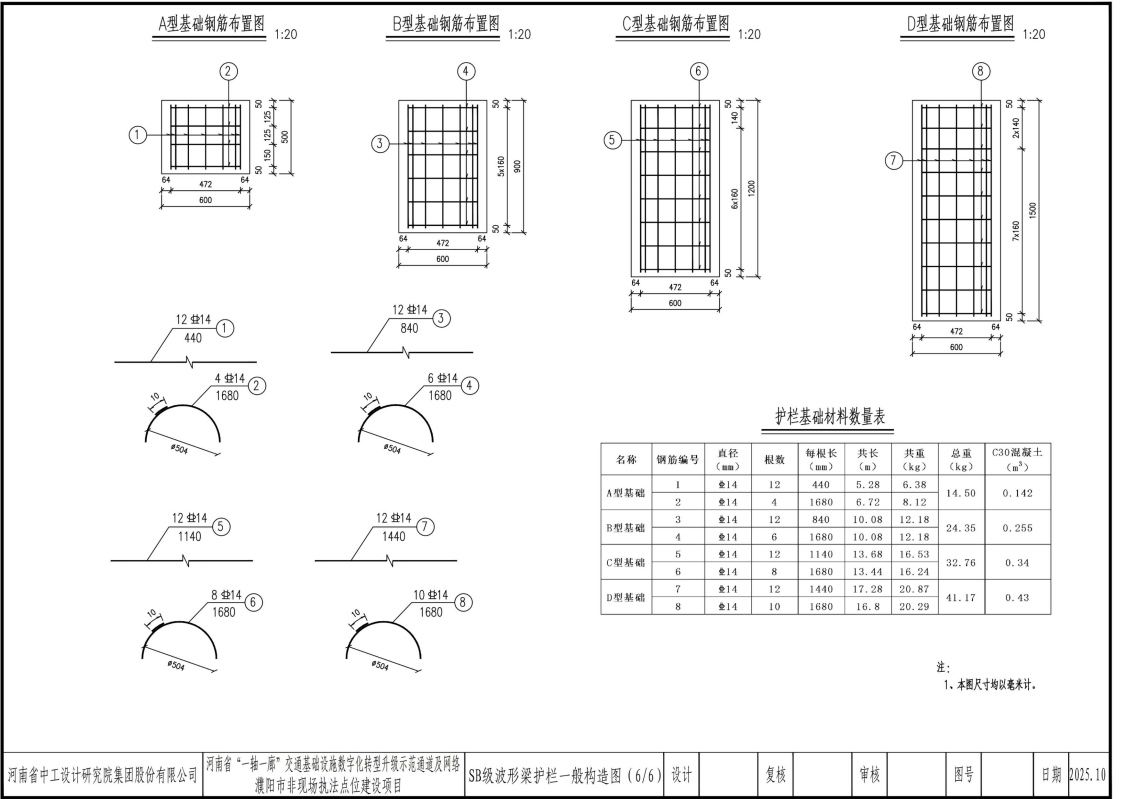 A型基础钢筋布置图 1:20
B型基础钢筋布置图 1:20
C型基础钢筋布置图 1:20
D型基础钢筋布置图 1:20
2
1
50
125
125
150
50
500
64 472 64
600
4
3
50
5x160
50
900
64 472 64
600
6
5
50
140
6x160
50
1200
64 472 64
600
8
7
50
2x140
7x160
50
1500
64 472 64
600
12 ⌀14 1
440
4 ⌀14 2
1680
10
ø504
12 ⌀14 3
840
6 ⌀14 4
1680
10
ø504
12 ⌀14 5
1140
8 ⌀14 6
1680
10
ø504
12 ⌀14 7
1440
10 ⌀14 8
1680
10
ø504
护栏基础材料数量表
名称 钢筋编号 直径(mm) 根数 每根长(mm) 共长(m) 共重(kg) 总重(kg) C30混凝土(m³)
A型基础 1 ⌀14 12 440 5.28 6.38 14.50 0.142
2 ⌀14 4 1680 6.72 8.12
B型基础 3 ⌀14 12 840 10.08 12.18 24.35 0.255
4 ⌀14 6 1680 10.08 12.18
C型基础 5 ⌀14 12 1140 13.68 16.53 32.76 0.34
6 ⌀14 8 1680 13.44 16.24
D型基础 7 ⌀14 12 1440 17.28 20.87 41.17 0.43
8 ⌀14 10 1680 16.8 20.29
注:
1、本图尺寸均以毫米计。
河南省中工设计研究院集团股份有限公司
河南省“一轴一廊”交通基础设施数字化转型升级示范通道及网络
濮阳市非现场执法点位建设项目
SB级波形梁护栏一般构造图(6/6)
设计
复核
审核
图号
日期 2025.10